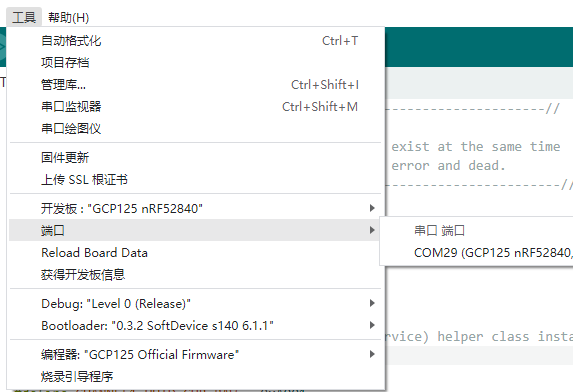 工具 帮助(H)
自动格式化 Ctrl+T
项目存档
管理库... Ctrl+Shift+I
串口监视器 Ctrl+Shift+M
串口绘图仪
--------------------//
exist at the same time
固件更新
error and dead.
上传 SSL 根证书
--------------------//
开发板 : "GCP125 nRF52840"
端口
串口 端口
Reload Board Data
COM29 (GCP125 nRF52840,
获得开发板信息
Debug: "Level 0 (Release)"
Bootloader: "0.3.2 SoftDevice s140 6.1.1"
rvice) helper class insta
编程器: "GCP125 Official Firmware"
烧录引导程序